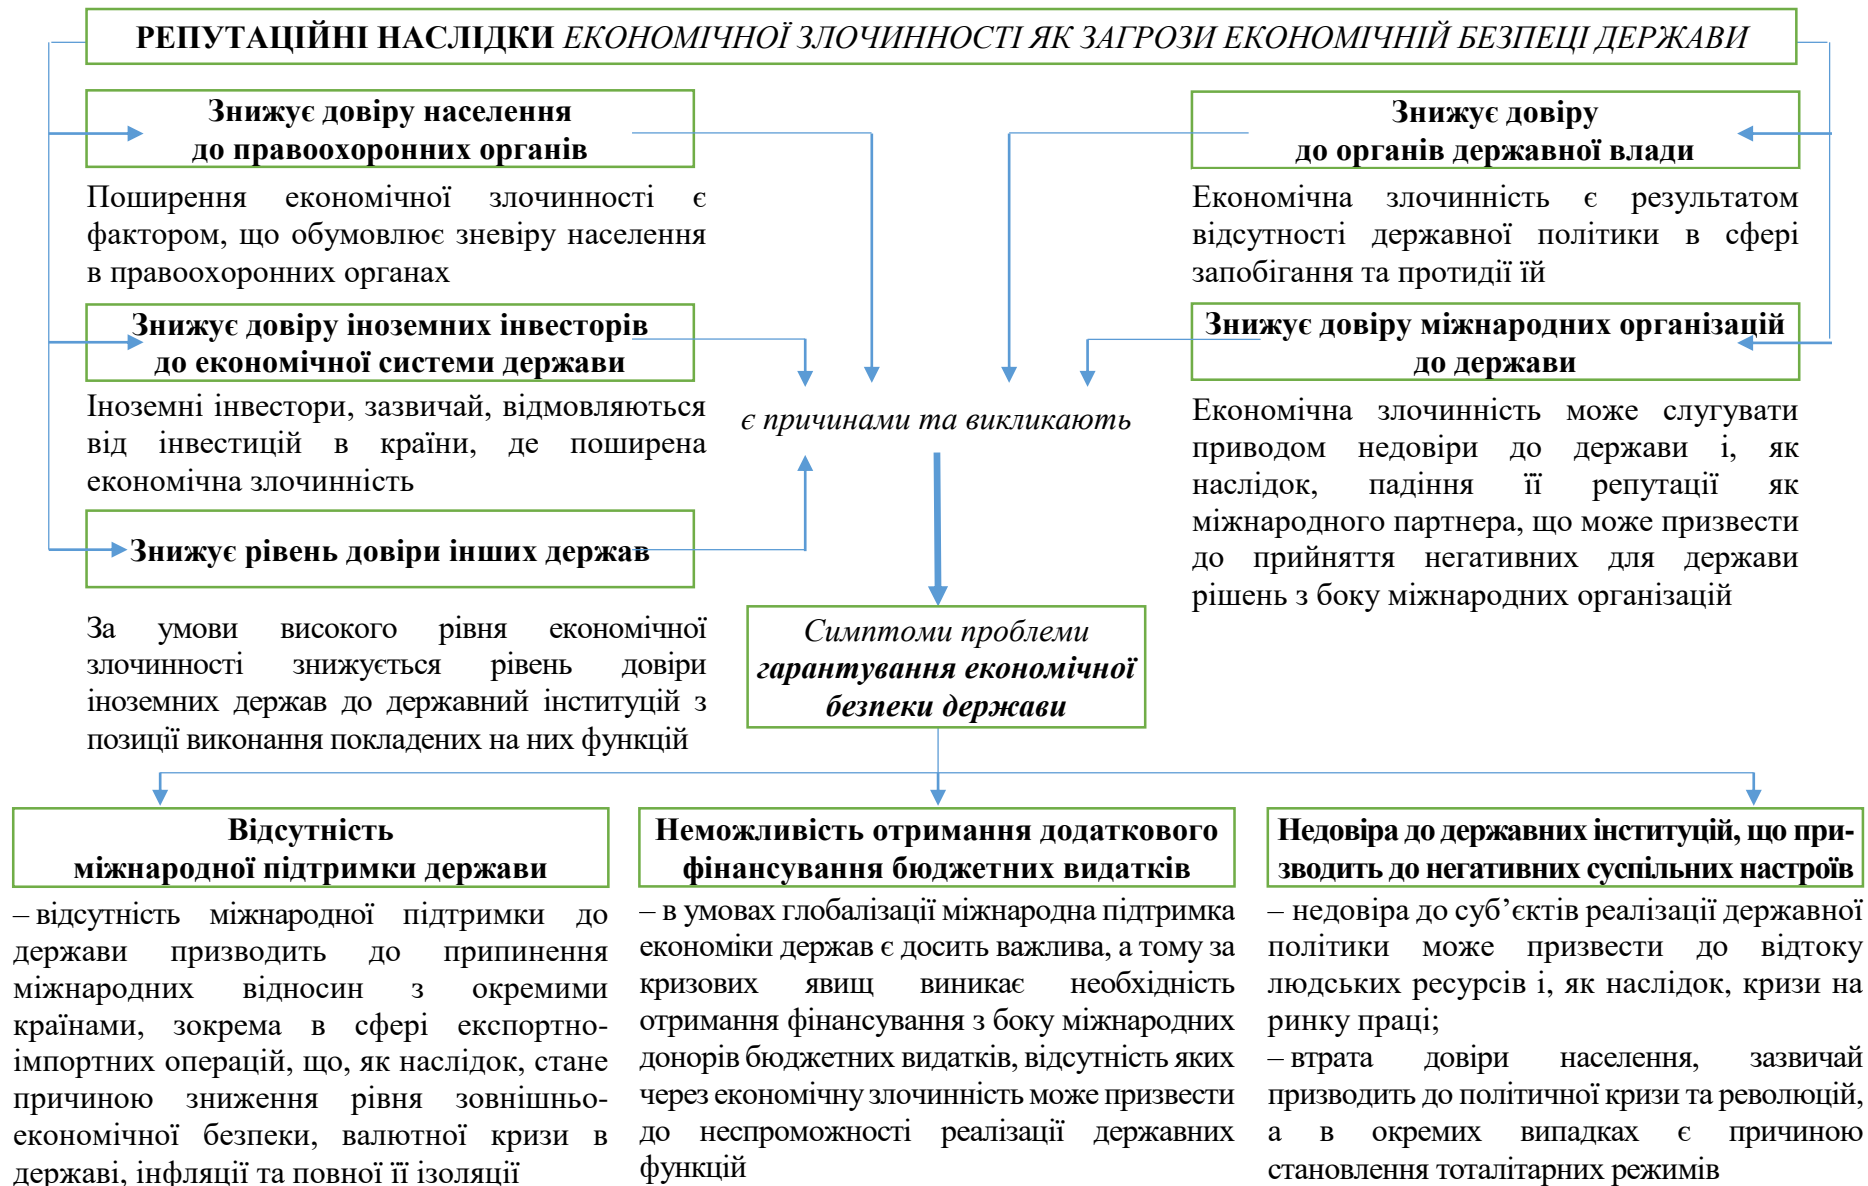 РЕПУТАЦІЙНІ НАСЛІДКИ ЕКОНОМІЧНОЇ ЗЛОЧИННОСТІ ЯК ЗАГРОЗИ ЕКОНОМІЧНІЙ БЕЗПЕЦІ ДЕРЖАВИ
Знижує довіру населення
до правоохоронних органів
Поширення економічної злочинності є
фактором, що обумовлює зневіру населення
в правоохоронних органах
Знижує довіру іноземних інвесторів
до економічної системи держави
Іноземні інвестори, зазвичай, відмовляються
від інвестицій в країни, де поширена
економічна злочинність
Знижує рівень довіри інших держав
За умови високого рівня економічної
злочинності знижується рівень довіри
іноземних держав до державний інституцій з
позиції виконання покладених на них функцій
Знижує довіру
до органів державної влади
Економічна злочинність є результатом
відсутності державної політики в сфері
запобігання та протидії їй
Знижує довіру міжнародних організацій
до держави
Економічна злочинність може слугувати
приводом недовіри до держави і, як
наслідок, падіння її репутації як
міжнародного партнера, що може призвести
до прийняття негативних для держави
рішень з боку міжнародних організацій
є причинами та викликають
Симптоми проблеми
гарантування економічної
безпеки держави
Відсутність
міжнародної підтримки держави
– відсутність міжнародної підтримки до
держави призводить до припинення
міжнародних відносин з окремими
країнами, зокрема в сфері експортно-
імпортних операцій, що, як наслідок, стане
причиною зниження рівня зовнішньо-
економічної безпеки, валютної кризи в
державі, інфляції та повної її ізоляції
Неможливість отримання додаткового
фінансування бюджетних видатків
– в умовах глобалізації міжнародна підтримка
економіки держав є досить важлива, а тому за
кризових явищ виникає необхідність
отримання фінансування з боку міжнародних
донорів бюджетних видатків, відсутність яких
через економічну злочинність може призвести
до неспроможності реалізації державних
функцій
Недовіра до державних інституцій, що при-
зводить до негативних суспільних настроїв
– недовіра до суб’єктів реалізації державної
політики може призвести до відтоку
людських ресурсів і, як наслідок, кризи на
ринку праці;
– втрата довіри населення, зазвичай
призводить до політичної кризи та революцій,
а в окремих випадках є причиною
становлення тоталітарних режимів